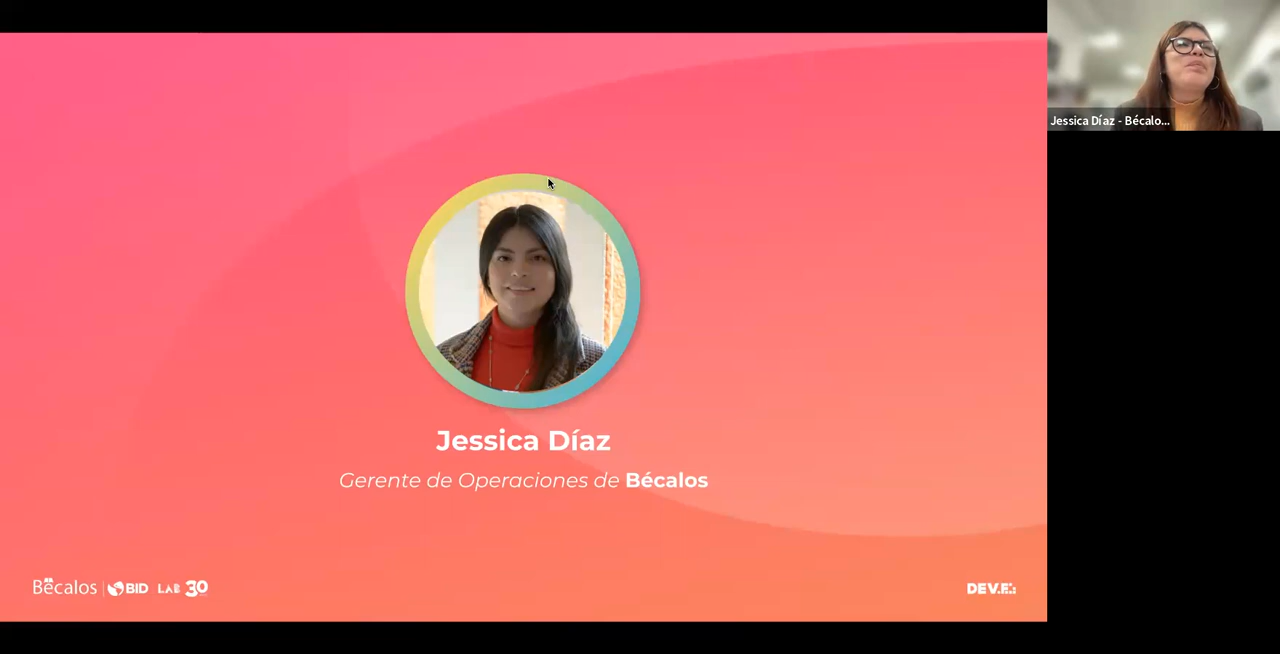 Jessica Díaz - Bécalo...
Jessica Díaz
Gerente de Operaciones de Bécalos
Bécalos BID LAB 30
DEV.F.: